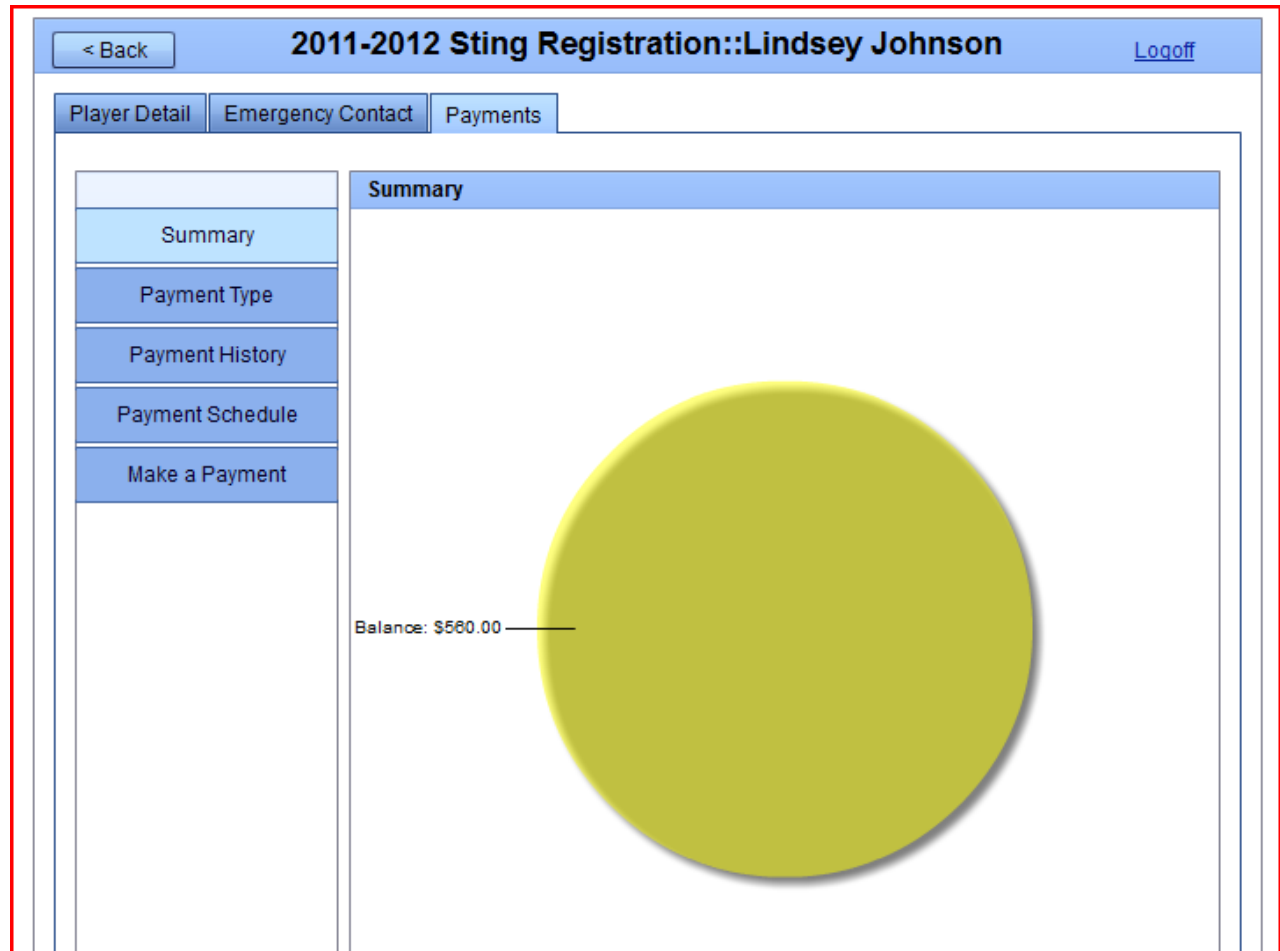 < Back
2011-2012 Sting Registration::Lindsey Johnson
Logoff
Player Detail
Emergency Contact
Payments
Summary
Payment Type
Payment History
Payment Schedule
Make a Payment
Summary
Balance: $560.00